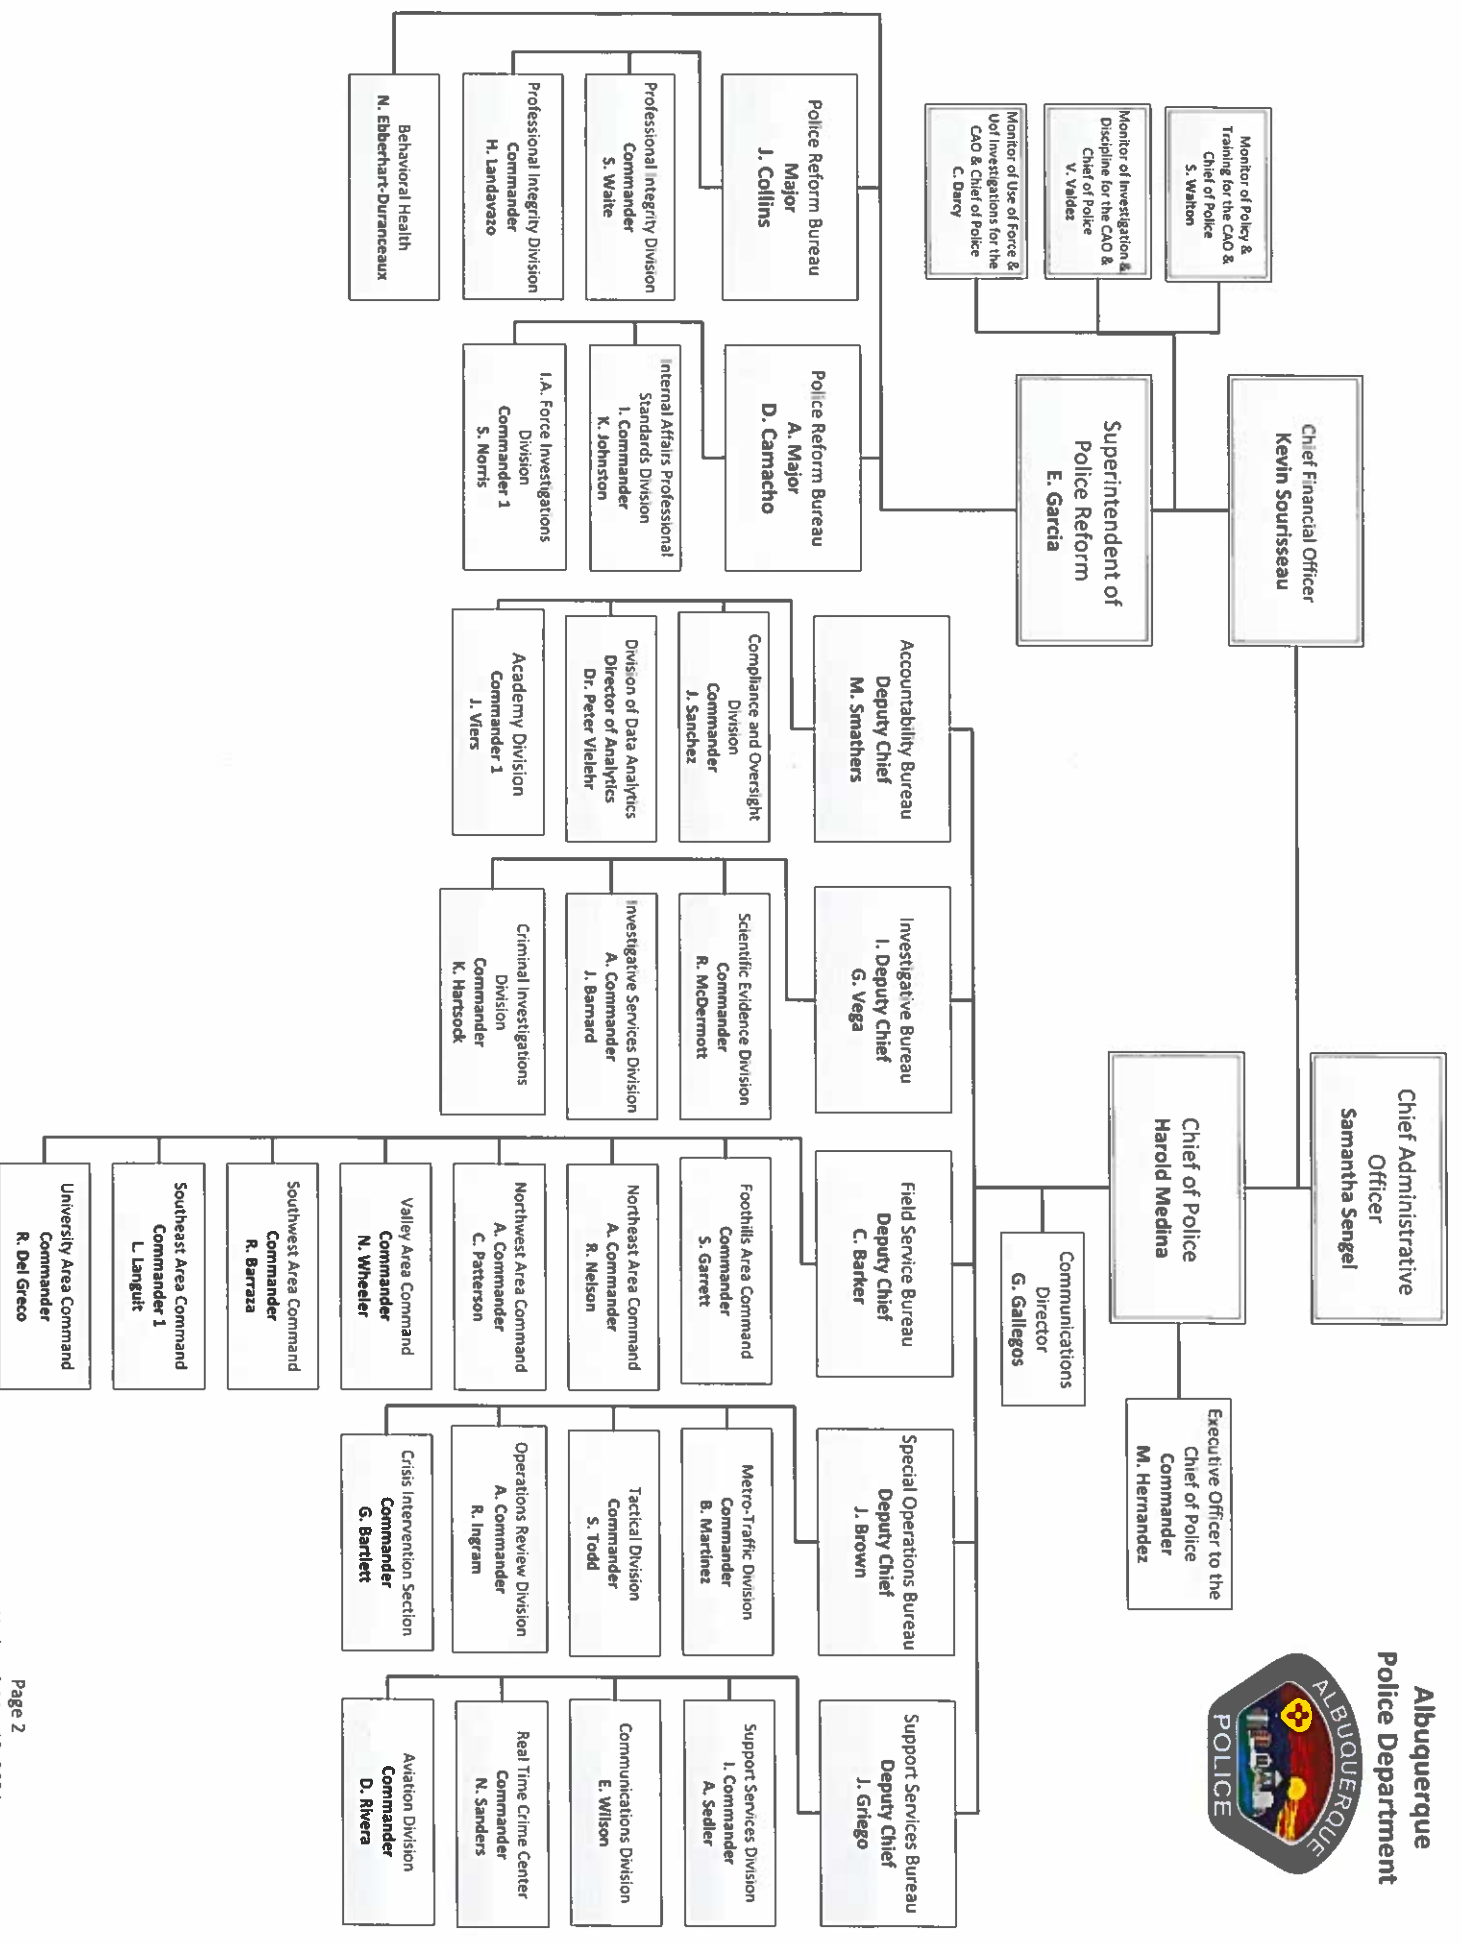 Albuquerque
Police Department
ALBUQUERQUE
POLICE
Chief Administrative
Officer
Samantha Sengel
Chief Financial Officer
Kevin Sourisseau
Chief of Police
Harold Medina
Executive Officer to the
Chief of Police
Commander
M. Hernandez
Communications
Director
G. Gallegos
Monitor of Policy &
Training for the CAO &
Chief of Police
S. Walton
Monitor of Investigation &
Discipline for the CAO &
Chief of Police
V. Valdez
Monitor of Use of Force &
Uof Investigations for the
CAO & Chief of Police
C. Darcy
Superintendent of
Police Reform
E. Garcia
Police Reform Bureau
Major
J. Collins
Professional Integrity Division
Commander
S. Waite
Professional Integrity Division
Commander
H. Landavazo
Behavioral Health
N. Ebberhart-Duranceaux
Police Reform Bureau
A. Major
D. Camacho
Internal Affairs Professional
Standards Division
I. Commander
K. Johnston
I.A. Force Investigations
Division
Commander 1
S. Norris
Accountability Bureau
Deputy Chief
M. Smathers
Compliance and Oversight
Division
Commander
J. Sanchez
Division of Data Analytics
Director of Analytics
Dr. Peter Vielehr
Academy Division
Commander 1
J. Viers
Investigative Bureau
I. Deputy Chief
G. Vega
Scientific Evidence Division
Commander
R. McDermott
Investigative Services Division
A. Commander
J. Barnard
Criminal Investigations
Division
Commander
K. Hartsock
Field Service Bureau
Deputy Chief
C. Barker
Foothills Area Command
Commander
S. Garrett
Northeast Area Command
A. Commander
R. Nelson
Northwest Area Command
A. Commander
C. Patterson
Valley Area Command
Commander
N. Wheeler
Southwest Area Command
Commander
R. Barraza
Southeast Area Command
Commander 1
L. Languit
University Area Command
Commander
R. Del Greco
Special Operations Bureau
Deputy Chief
J. Brown
Metro-Traffic Division
Commander
B. Martinez
Tactical Division
Commander
S. Todd
Operations Review Division
A. Commander
R. Ingram
Crisis Intervention Section
Commander
G. Bartlett
Support Services Bureau
Deputy Chief
J. Griego
Support Services Division
I. Commander
A. Sedler
Communications Division
E. Wilson
Real Time Crime Center
Commander
N. Sanders
Aviation Division
Commander
D. Rivera
Page 2